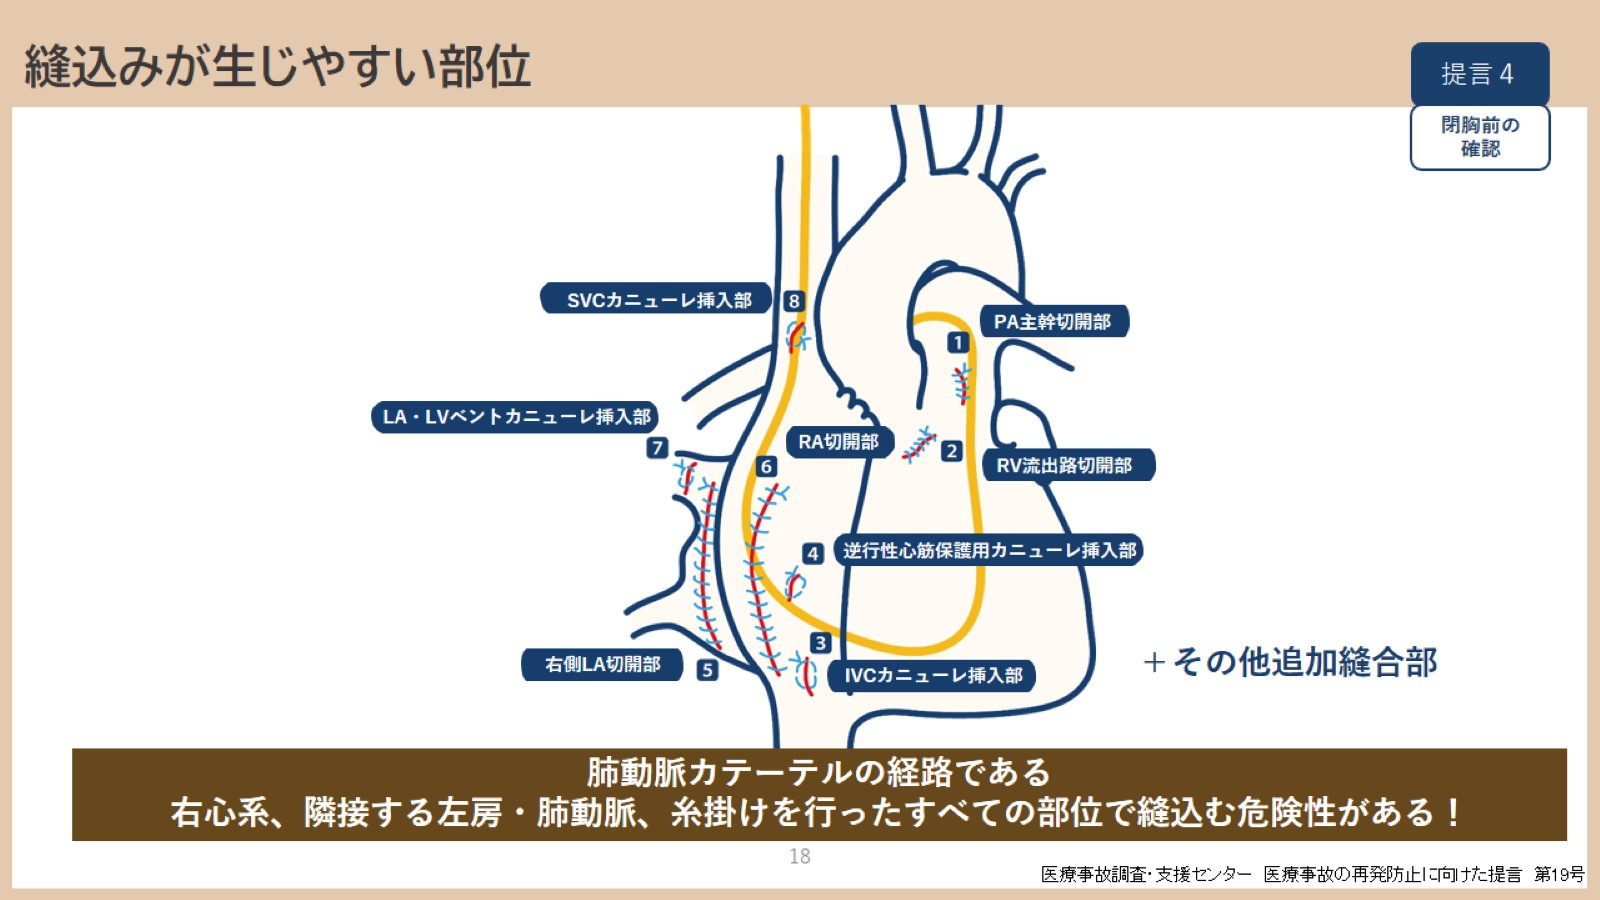 縫込みが生じやすい部位
提言4
閉胸前の
確認
SVCカニューレ挿入部
8
PA主幹切開部
1
LA・LVベントカニューレ挿入部
7
RA切開部
6
2
RV流出路切開部
4
逆行性心筋保護用カニューレ挿入部
3
IVCカニューレ挿入部
右側LA切開部
5
＋その他追加縫合部
肺動脈カテーテルの経路である
右心系、隣接する左房・肺動脈、糸掛けを行ったすべての部位で縫込む危険性がある！
18
医療事故調査・支援センター　医療事故の再発防止に向けた提言　第19号